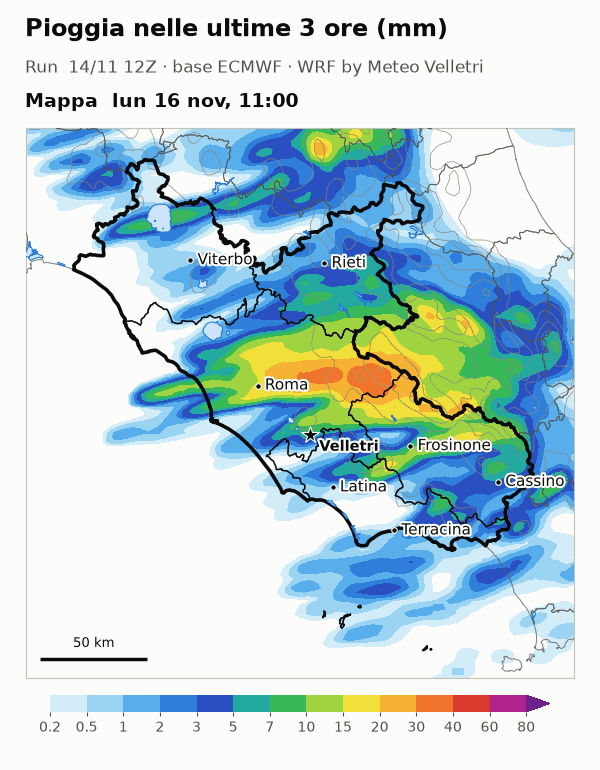 Pioggia nelle ultime 3 ore (mm)
Run 14/11 12Z · base ECMWF · WRF by Meteo Velletri
Mappa lun 16 nov, 11:00
Viterbo
Rieti
Roma
Velletri
Frosinone
Cassino
Latina
Terracina
50 km
0.2 0.5 1 2 3 5 7 10 15 20 30 40 60 80